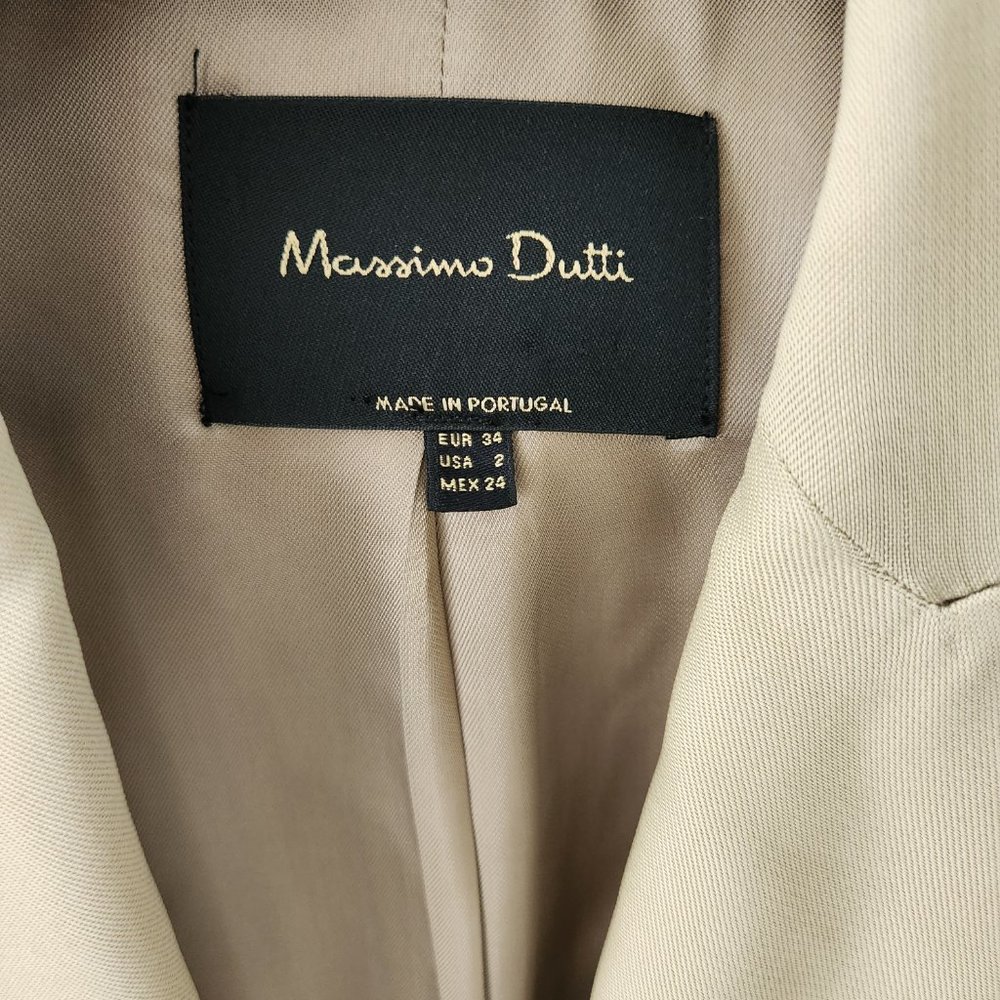 Massimo Dutti
MADE IN PORTUGAL
EUR 34
USA 2
MEX 24